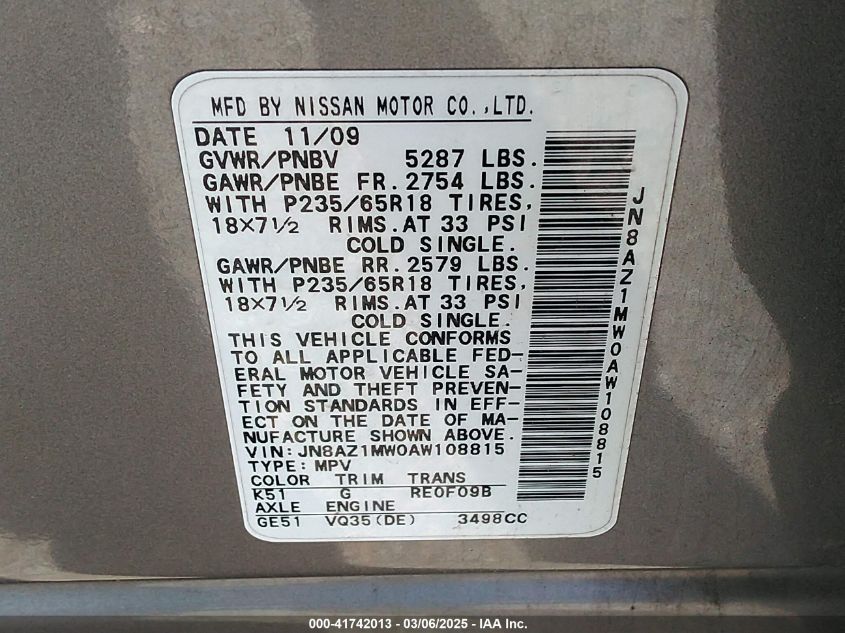 MFD BY NISSAN MOTOR CO.,LTD.
DATE 11/09
GVWR/PNBV 5287 LBS.
GAWR/PNBE FR. 2754 LBS.
WITH P235/65R18 TIRES,
18×7½ RIMS. AT 33 PSI
COLD SINGLE.
GAWR/PNBE RR. 2579 LBS.
WITH P235/65R18 TIRES,
18×7½ RIMS. AT 33 PSI
COLD SINGLE.
THIS VEHICLE CONFORMS
TO ALL APPLICABLE FED-
ERAL MOTOR VEHICLE SA-
FETY AND THEFT PREVEN-
TION STANDARDS IN EFF-
ECT ON THE DATE OF MA-
NUFACTURE SHOWN ABOVE.
VIN: JN8AZ1MW0AW108815
TYPE: MPV
COLOR TRIM TRANS
K51 G RE0F09B
AXLE ENGINE
GE51 VQ35(DE) 3498CC
JN8AZ1MW0AW108815
000-41742013 - 03/06/2025 - IAA Inc.